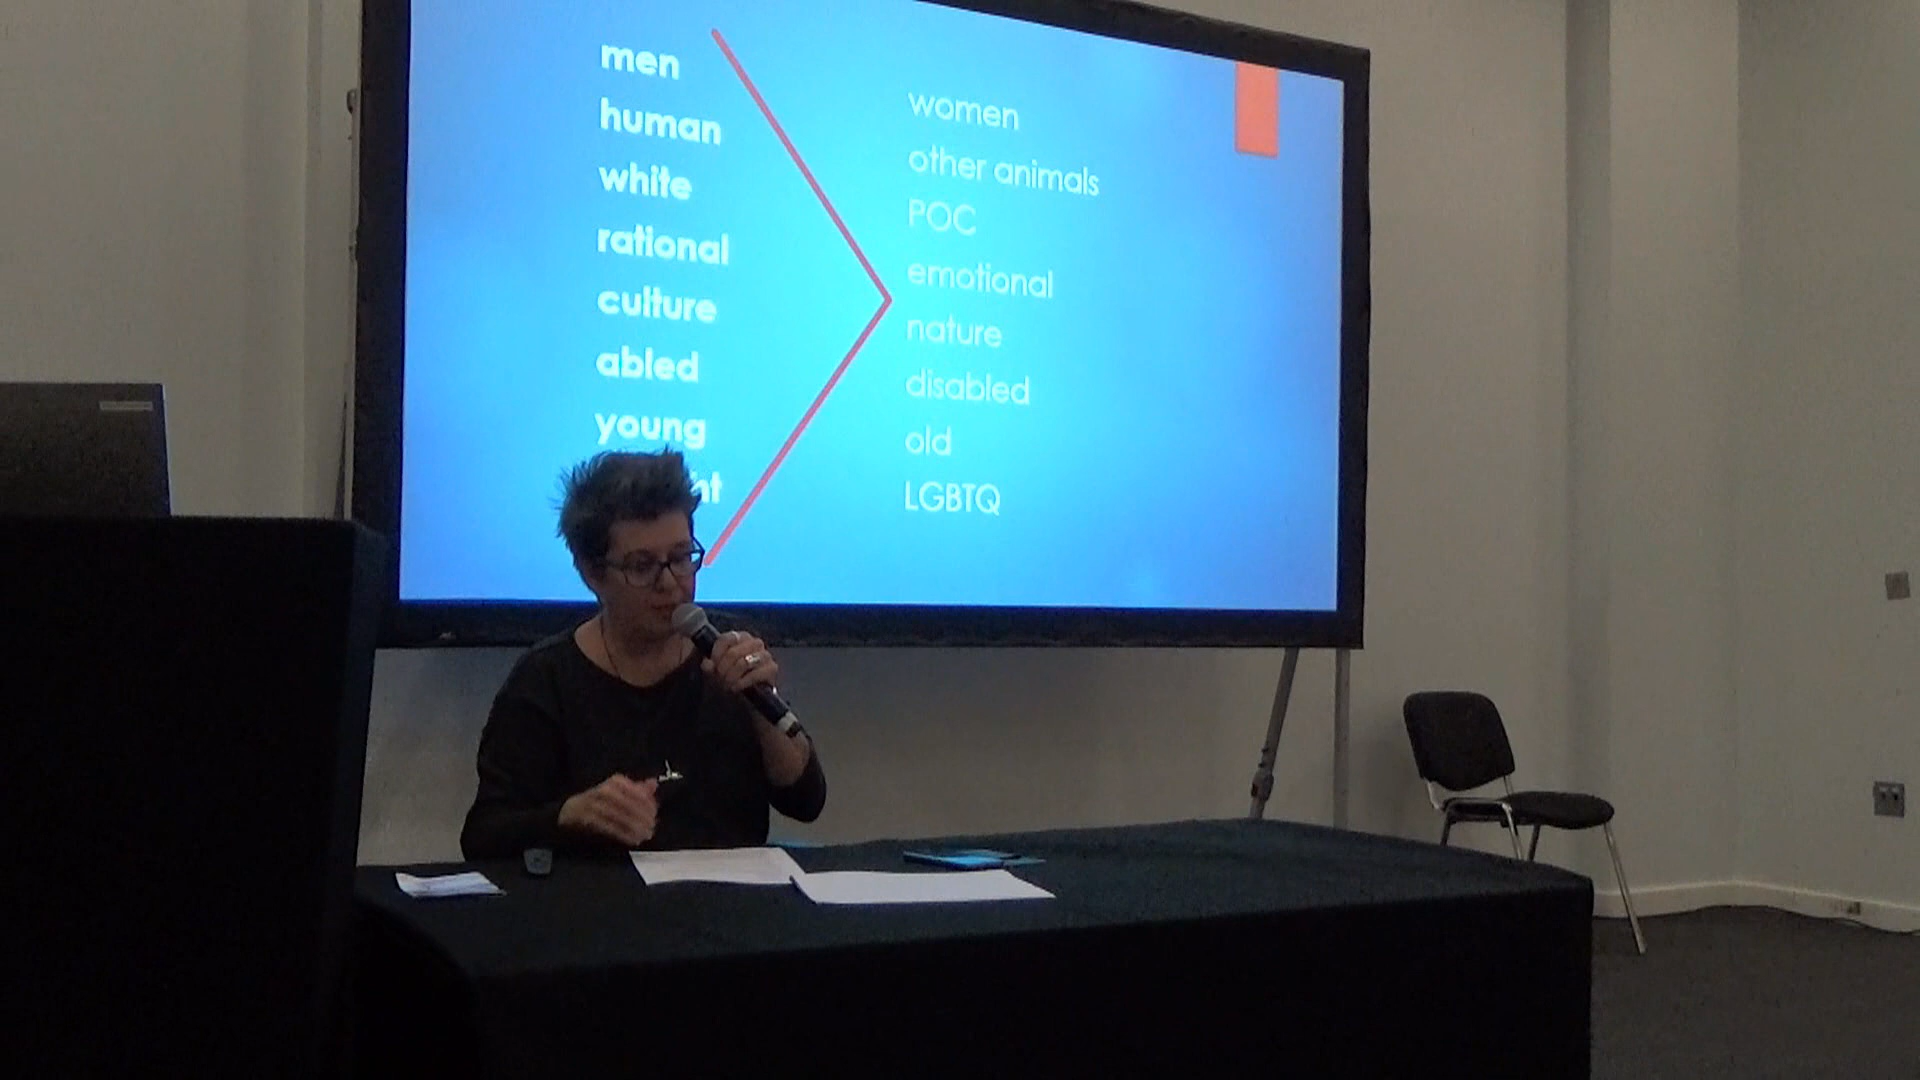 men
human
white
rational
culture
abled
young
women
other animals
POC
emotional
nature
disabled
old
LGBTQ